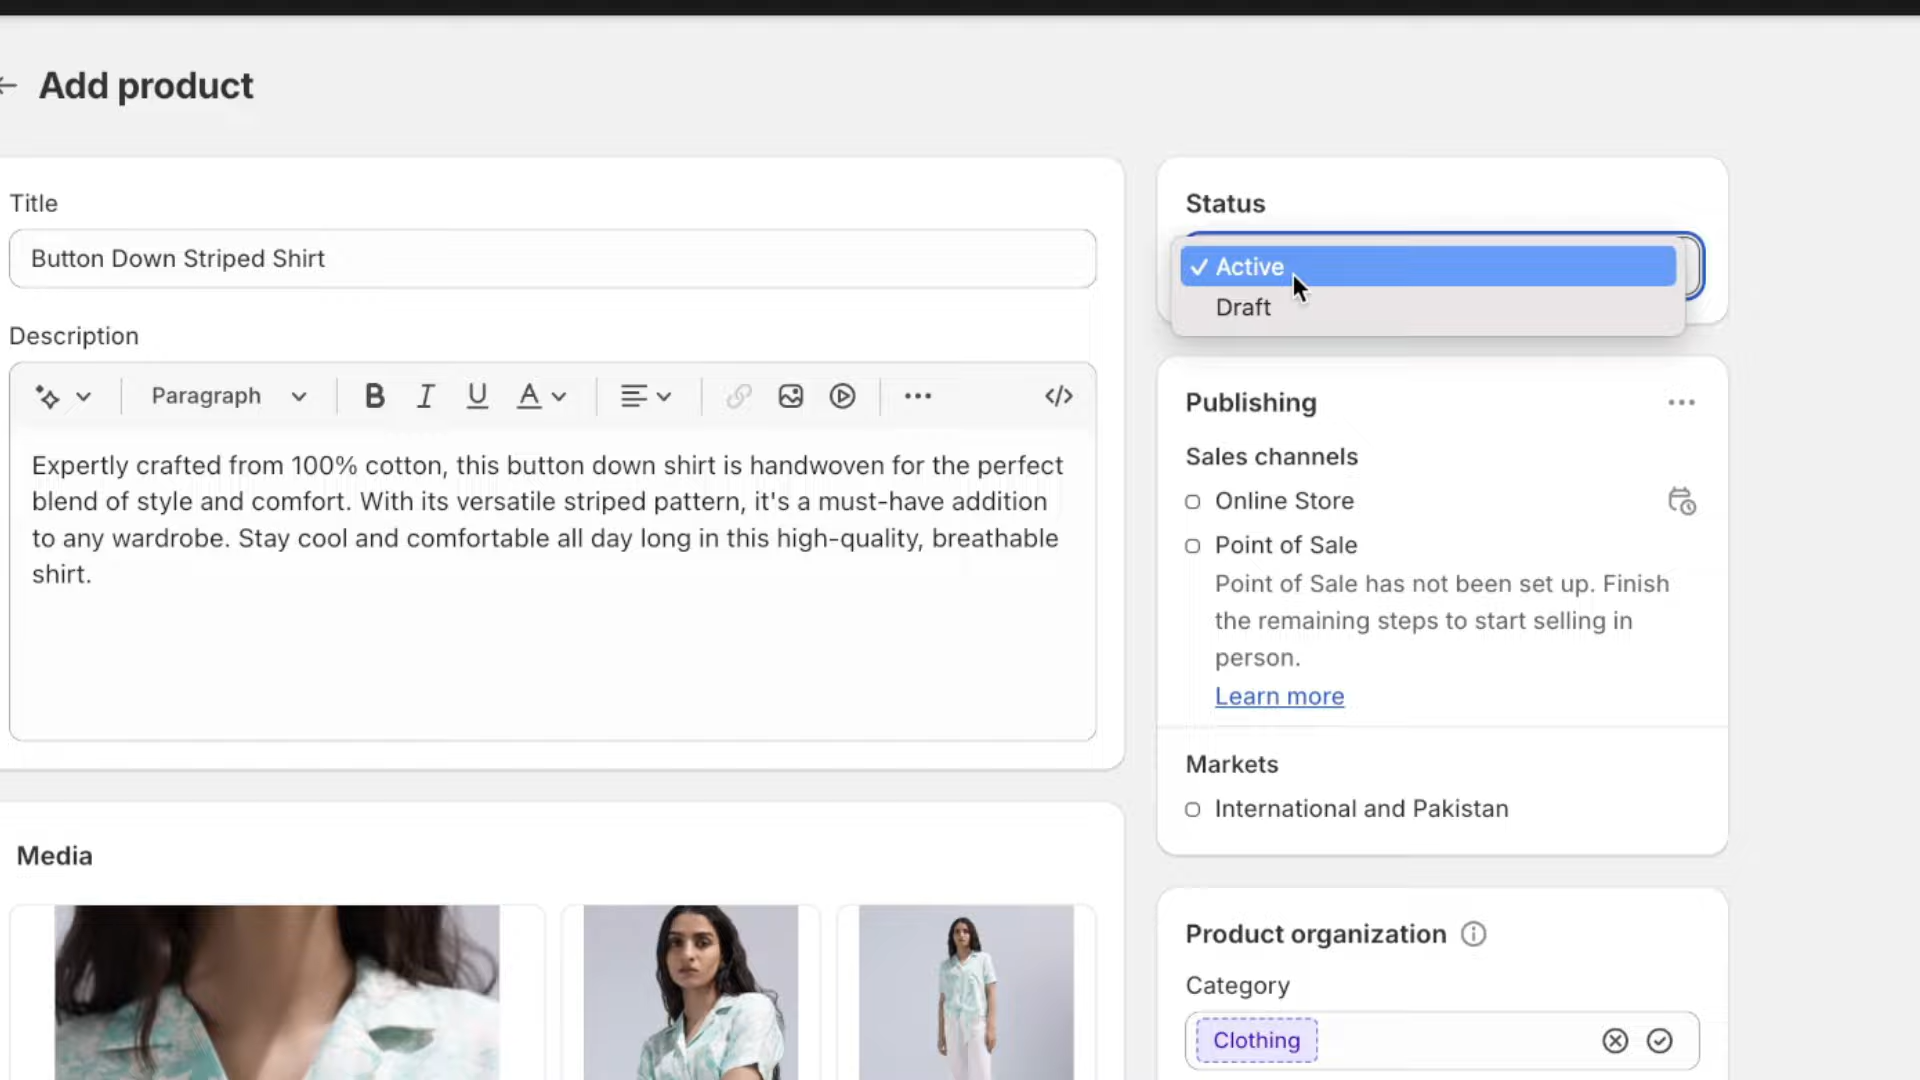 Add product
Title
Button Down Striped Shirt
Description
Paragraph
B I U A
Expertly crafted from 100% cotton, this button down shirt is handwoven for the perfect
blend of style and comfort. With its versatile striped pattern, it's a must-have addition
to any wardrobe. Stay cool and comfortable all day long in this high-quality, breathable
shirt.
Media
Status
Active
Draft
Publishing
Sales channels
Online Store
Point of Sale
Point of Sale has not been set up. Finish
the remaining steps to start selling in
person.
Learn more
Markets
International and Pakistan
Product organization
Category
Clothing